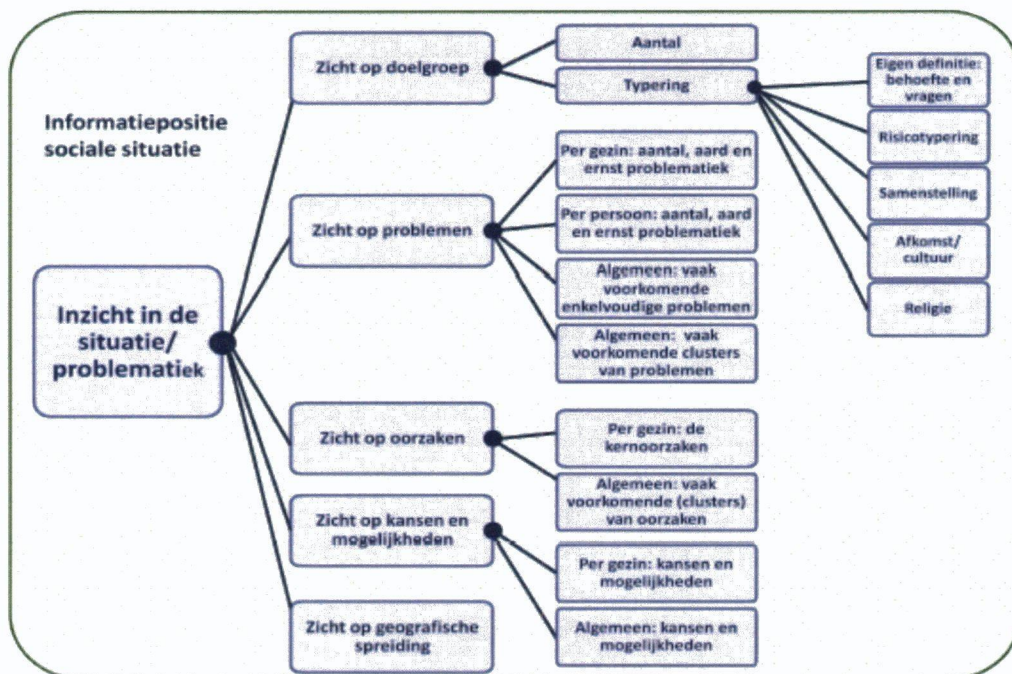 Informatiepositie
sociale situatie
Inzicht in de
situatie/
problematiek
Zicht op doelgroep
Aantal
Typering
Eigen definitie:
behoefte en
vragen
Risicotypering
Samenstelling
Afkomst/
cultuur
Religie
Zicht op problemen
Per gezin: aantal, aard en
ernst problematiek
Per persoon: aantal, aard
en ernst problematiek
Algemeen: vaak
voorkomende
enkelvoudige problemen
Algemeen: vaak
voorkomende clusters
van problemen
Zicht op oorzaken
Per gezin: de
kernoorzaken
Algemeen: vaak
voorkomende (clusters)
van oorzaken
Zicht op kansen en
mogelijkheden
Per gezin: kansen en
mogelijkheden
Algemeen: kansen en
mogelijkheden
Zicht op geografische
spreiding